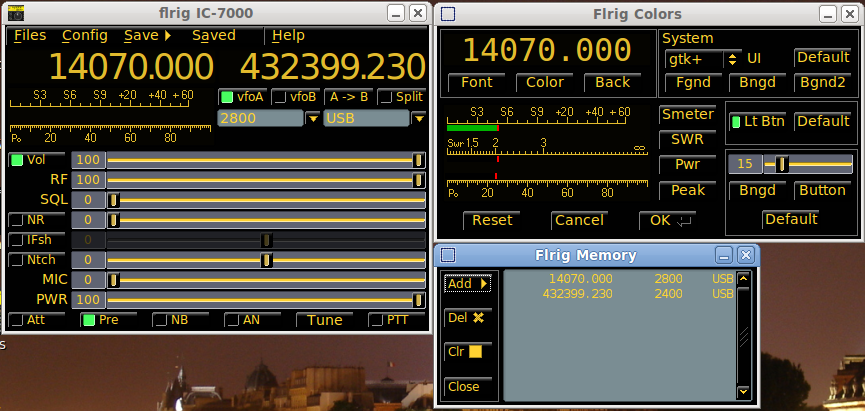 flrig IC-7000
Files Config Save Saved Help
14070.000 432399.230
S3 S6 S9 +20 +40 +60
vfoA vfoB A -> B Split
2800 USB
Po 20 40 60 80
Vol 100
RF 100
SQL 0
NR 0
IFsh 0
Ntch 0
MIC 0
PWR 100
Att Pre NB AN Tune PTT
s
Flrig Colors
14070.000
Font Color Back
System
gtk+ UI Default
Fgnd Bngd Bgnd2
S3 S6 S9 +20 +40 +60
Swr 1.5 2 3 ∞
Po 20 40 60 80
Smeter
SWR
Pwr
Peak
Lt Btn Default
15
Bngd Button
Default
Reset Cancel OK
Flrig Memory
Add
Del
Clr
Close
14070.000 2800 USB
432399.230 2400 USB